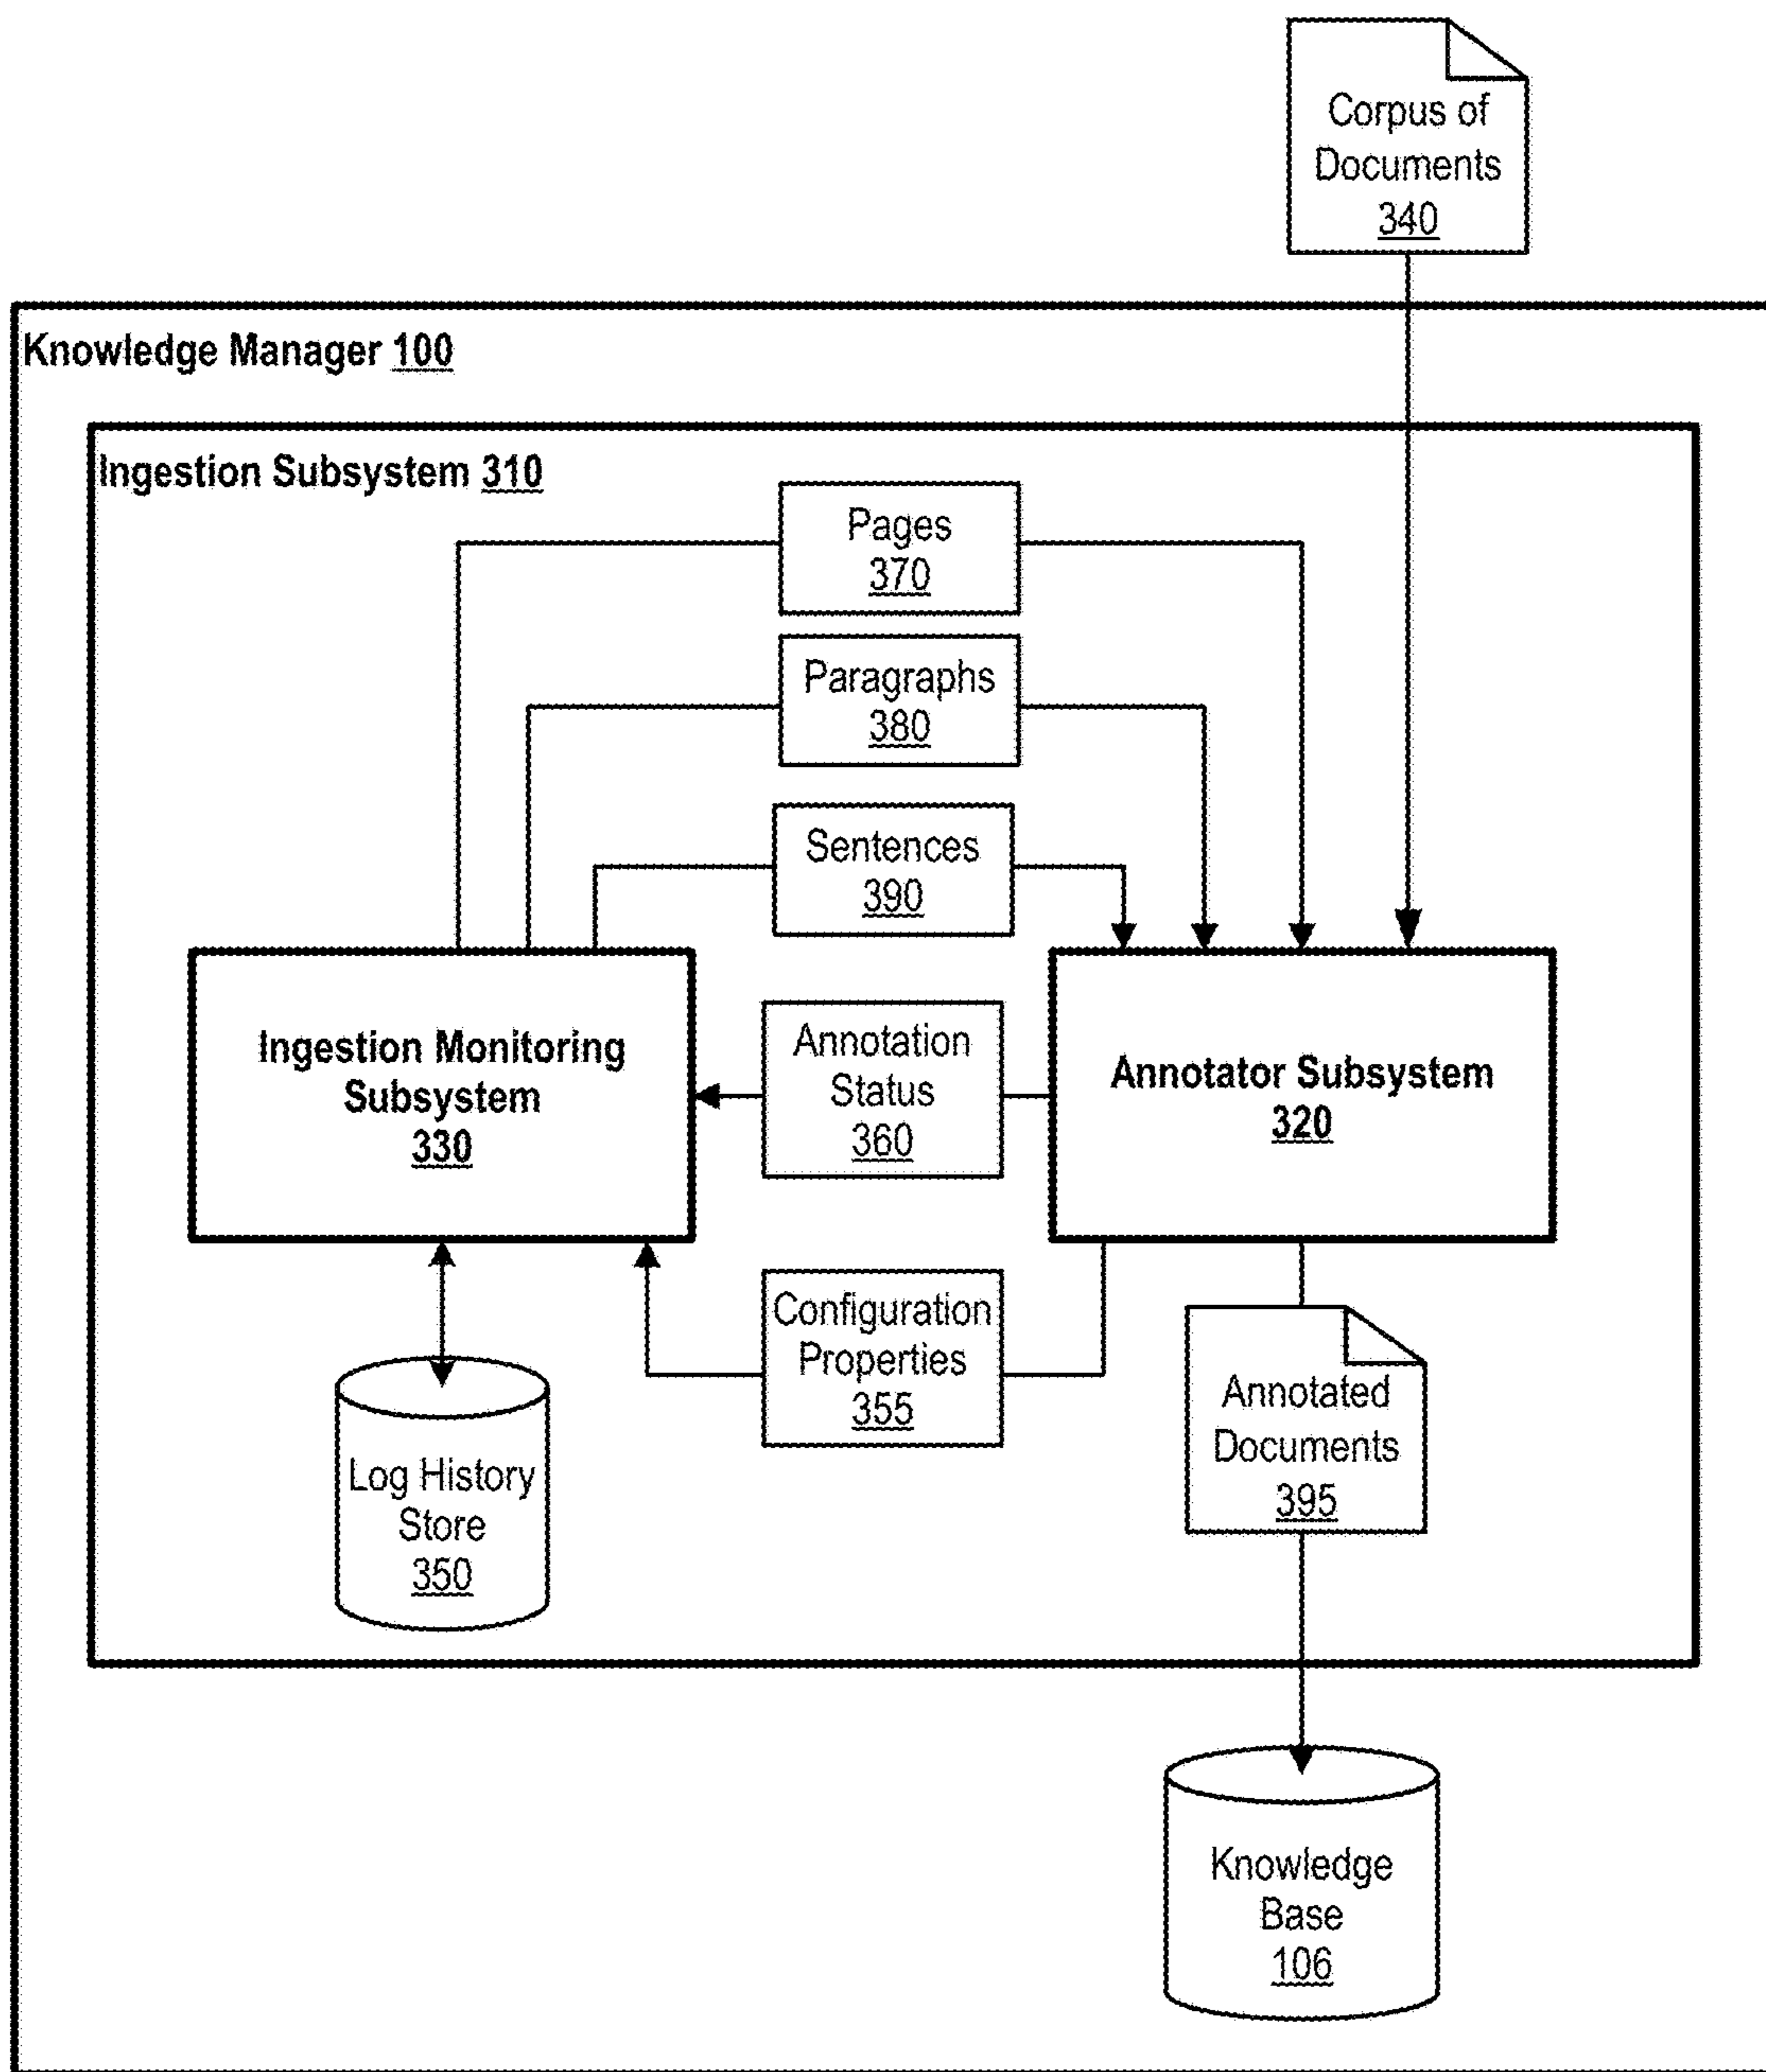 Corpus of
Documents
340
Knowledge Manager 100
Ingestion Subsystem 310
Pages
370
Paragraphs
380
Sentences
390
Ingestion Monitoring
Subsystem
330
Annotation
Status
360
Annotator Subsystem
320
Configuration
Properties
355
Log History
Store
350
Annotated
Documents
395
Knowledge
Base
106